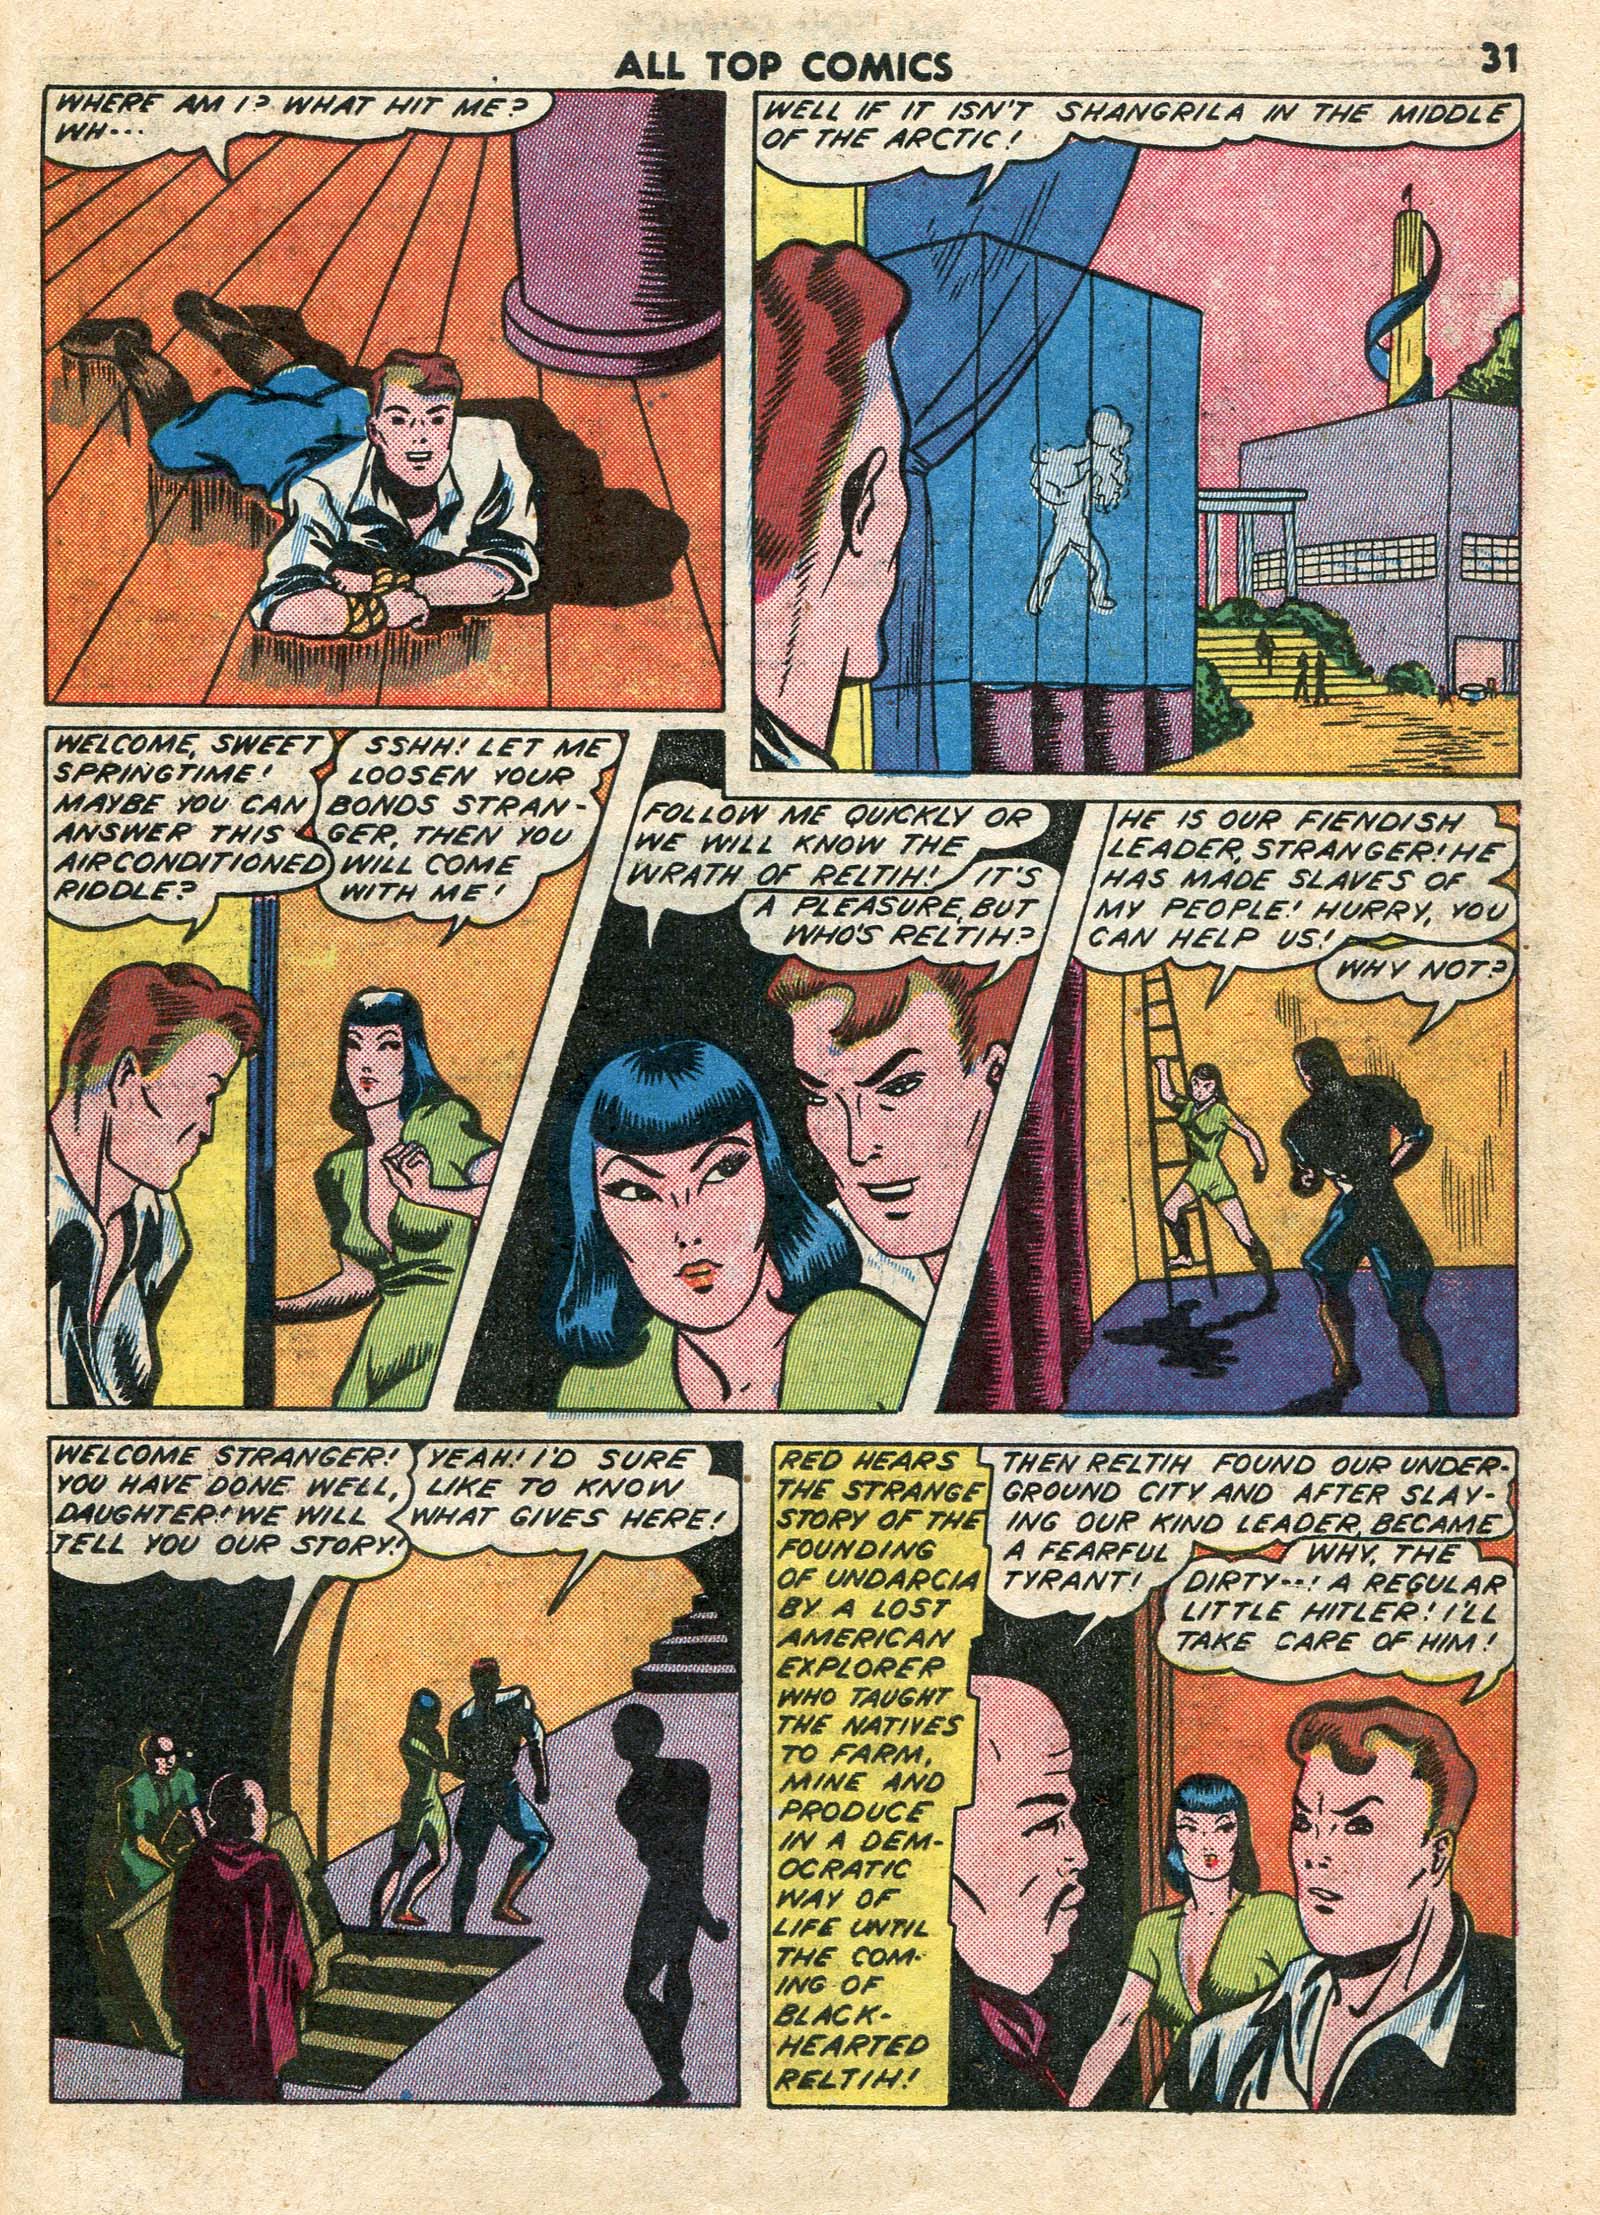 ALL TOP COMICS
31
WHERE AM I? WHAT HIT ME?
WH---
WELL IF IT ISN'T SHANGRILA IN THE MIDDLE
OF THE ARCTIC!
WELCOME, SWEET
SPRINGTIME!
MAYBE YOU CAN
ANSWER THIS
AIRCONDITIONED
RIDDLE?
SSHH! LET ME
LOOSEN YOUR
BONDS STRAN-
GER, THEN YOU
WILL COME
WITH ME!
FOLLOW ME QUICKLY OR
WE WILL KNOW THE
WRATH OF RELTIH!
IT'S
A PLEASURE, BUT
WHO'S RELTIH?
HE IS OUR FIENDISH
LEADER, STRANGER! HE
HAS MADE SLAVES OF
MY PEOPLE! HURRY, YOU
CAN HELP US!
WHY NOT?
WELCOME STRANGER!
YOU HAVE DONE WELL,
DAUGHTER! WE WILL
TELL YOU OUR STORY!
YEAH! I'D SURE
LIKE TO KNOW
WHAT GIVES HERE!
RED HEARS
THE STRANGE
STORY OF THE
FOUNDING
OF UNDARCIA
BY A LOST
AMERICAN
EXPLORER
WHO TAUGHT
THE NATIVES
TO FARM,
MINE AND
PRODUCE
IN A DEM-
OCRATIC
WAY OF
LIFE UNTIL
THE COM-
ING OF
BLACK-
HEARTED
RELTIH!
THEN RELTIH FOUND OUR UNDER-
GROUND CITY AND AFTER SLAY-
ING OUR KIND LEADER, BECAME
A FEARFUL
TYRANT!
WHY, THE
DIRTY--! A REGULAR
LITTLE HITLER! I'LL
TAKE CARE OF HIM!